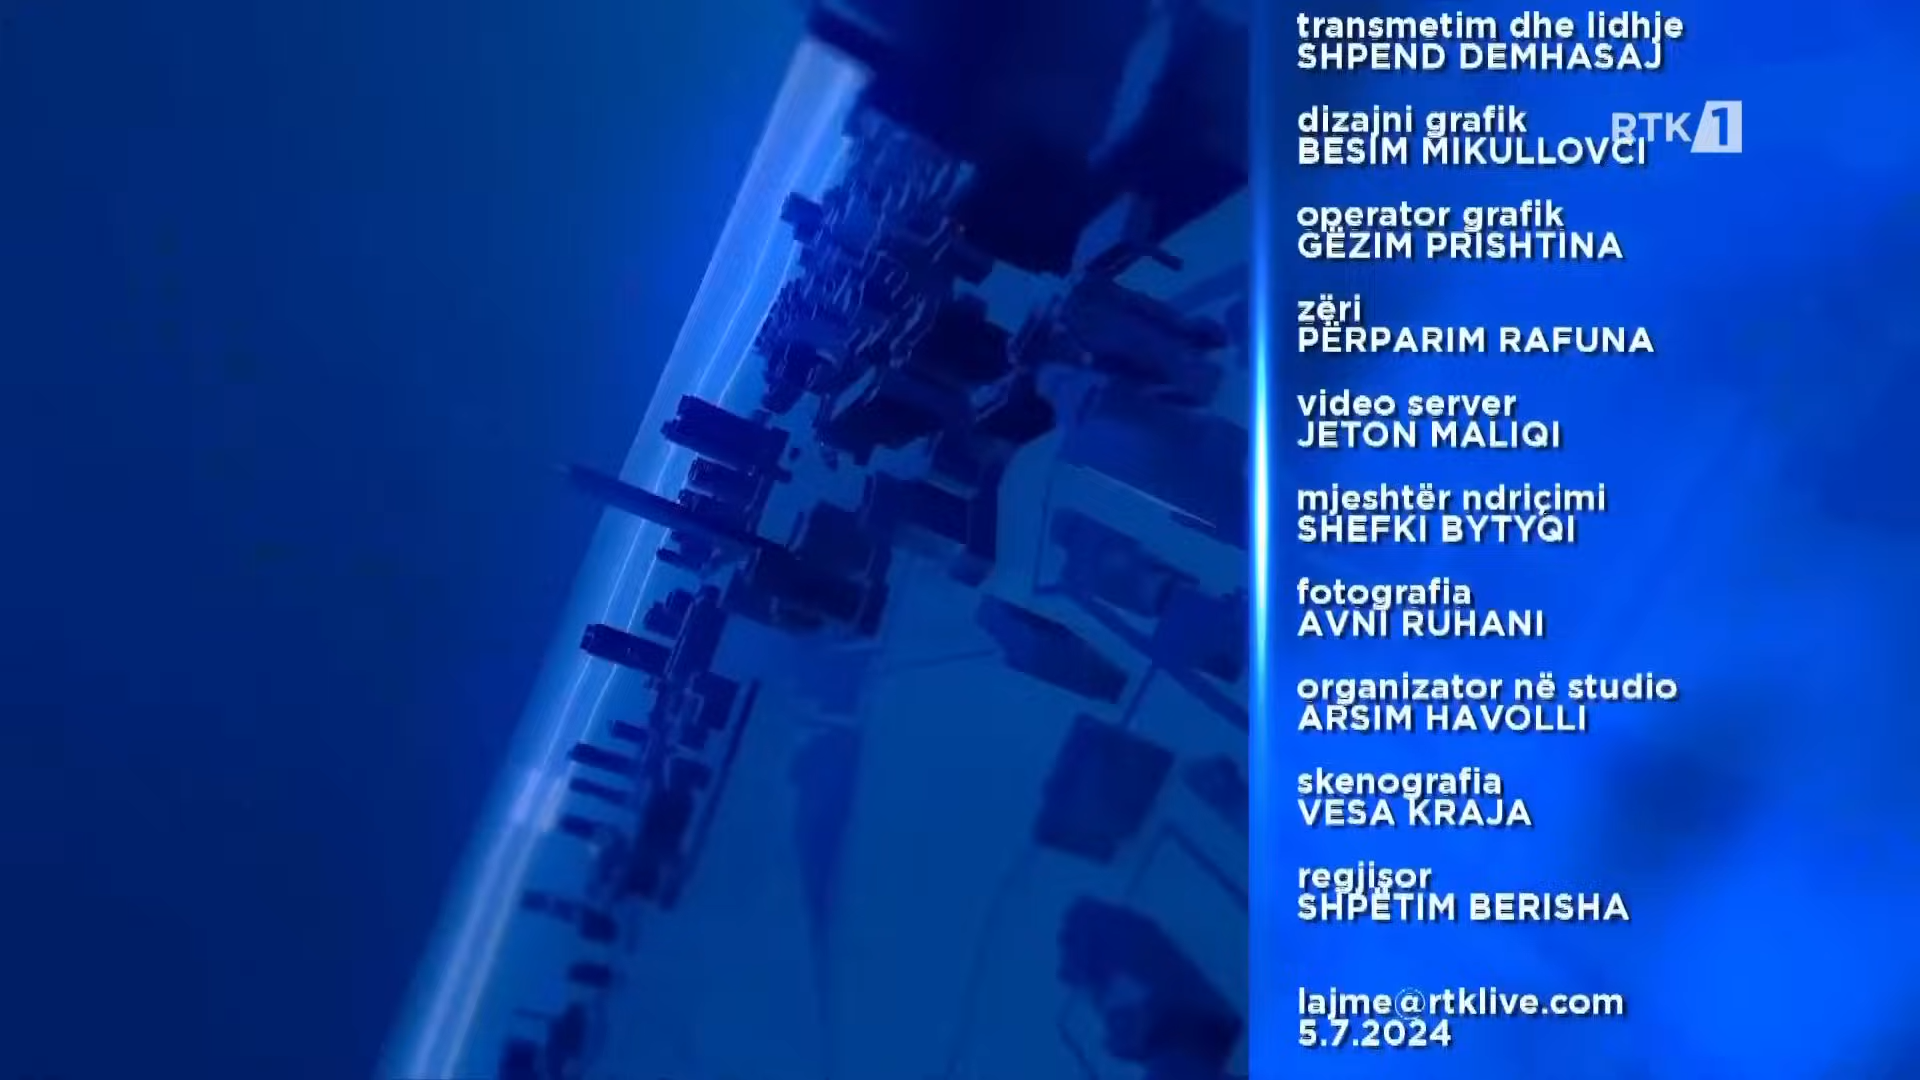 transmetim dhe lidhje
SHPEND DEMHASAJ
dizajni grafik
BESIM MIKULLOVCI
RTK 1
operator grafik
GËZIM PRISHTINA
zëri
PËRPARIM RAFUNA
video server
JETON MALIQI
mjeshtër ndriçimi
SHEFKI BYTYQI
fotografia
AVNI RUHANI
organizator në studio
ARSIM HAVOLLI
skenografia
VESA KRAJA
regjisor
SHPËTIM BERISHA
lajme@rtklive.com
5.7.2024